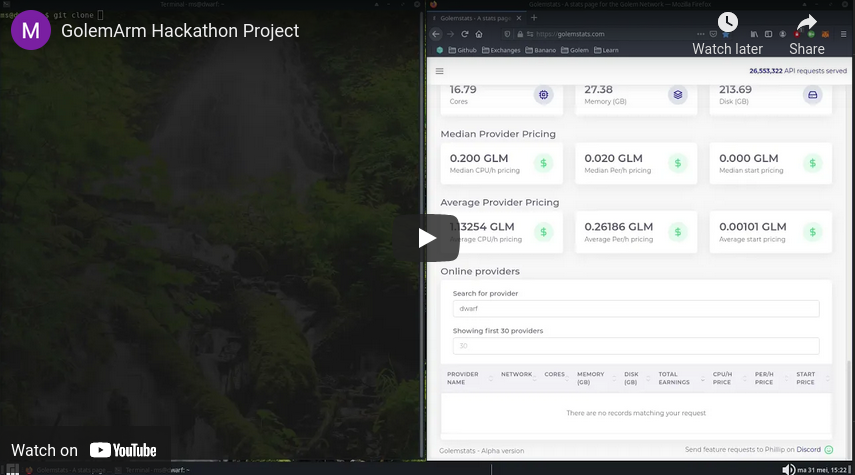 Terminal - ms@dwarf: ~
Golemstats - A stats page for the Golem Network — Mozilla Firefox
$ git clone
M
GolemArm Hackathon Project
Golemstats - A stats page
https://golemstats.com
Watch later
Share
Github
Exchanges
Banano
Golem
Learn
26,553,322 API requests served
16.79
Cores
27.38
Memory (GB)
213.69
Disk (GB)
Median Provider Pricing
0.200 GLM
Median CPU/h pricing
$
0.020 GLM
Median Per/h pricing
$
0.000 GLM
Median start pricing
$
Average Provider Pricing
1.13254 GLM
Average CPU/h pricing
$
0.26186 GLM
Average Per/h pricing
$
0.00101 GLM
Average start pricing
$
Online providers
Search for provider
dwarf
Showing first 30 providers
30
PROVIDER NAME
NETWORK
CORES
MEMORY (GB)
DISK (GB)
TOTAL EARNINGS
CPU/H PRICE
PER/H PRICE
START PRICE
There are no records matching your request
Watch on YouTube
Golemstats - Alpha version
Send feature requests to Phillip on Discord
Golemstats - A stats page...
Terminal - ms@dwarf: ~
ma 31 mei, 15:22